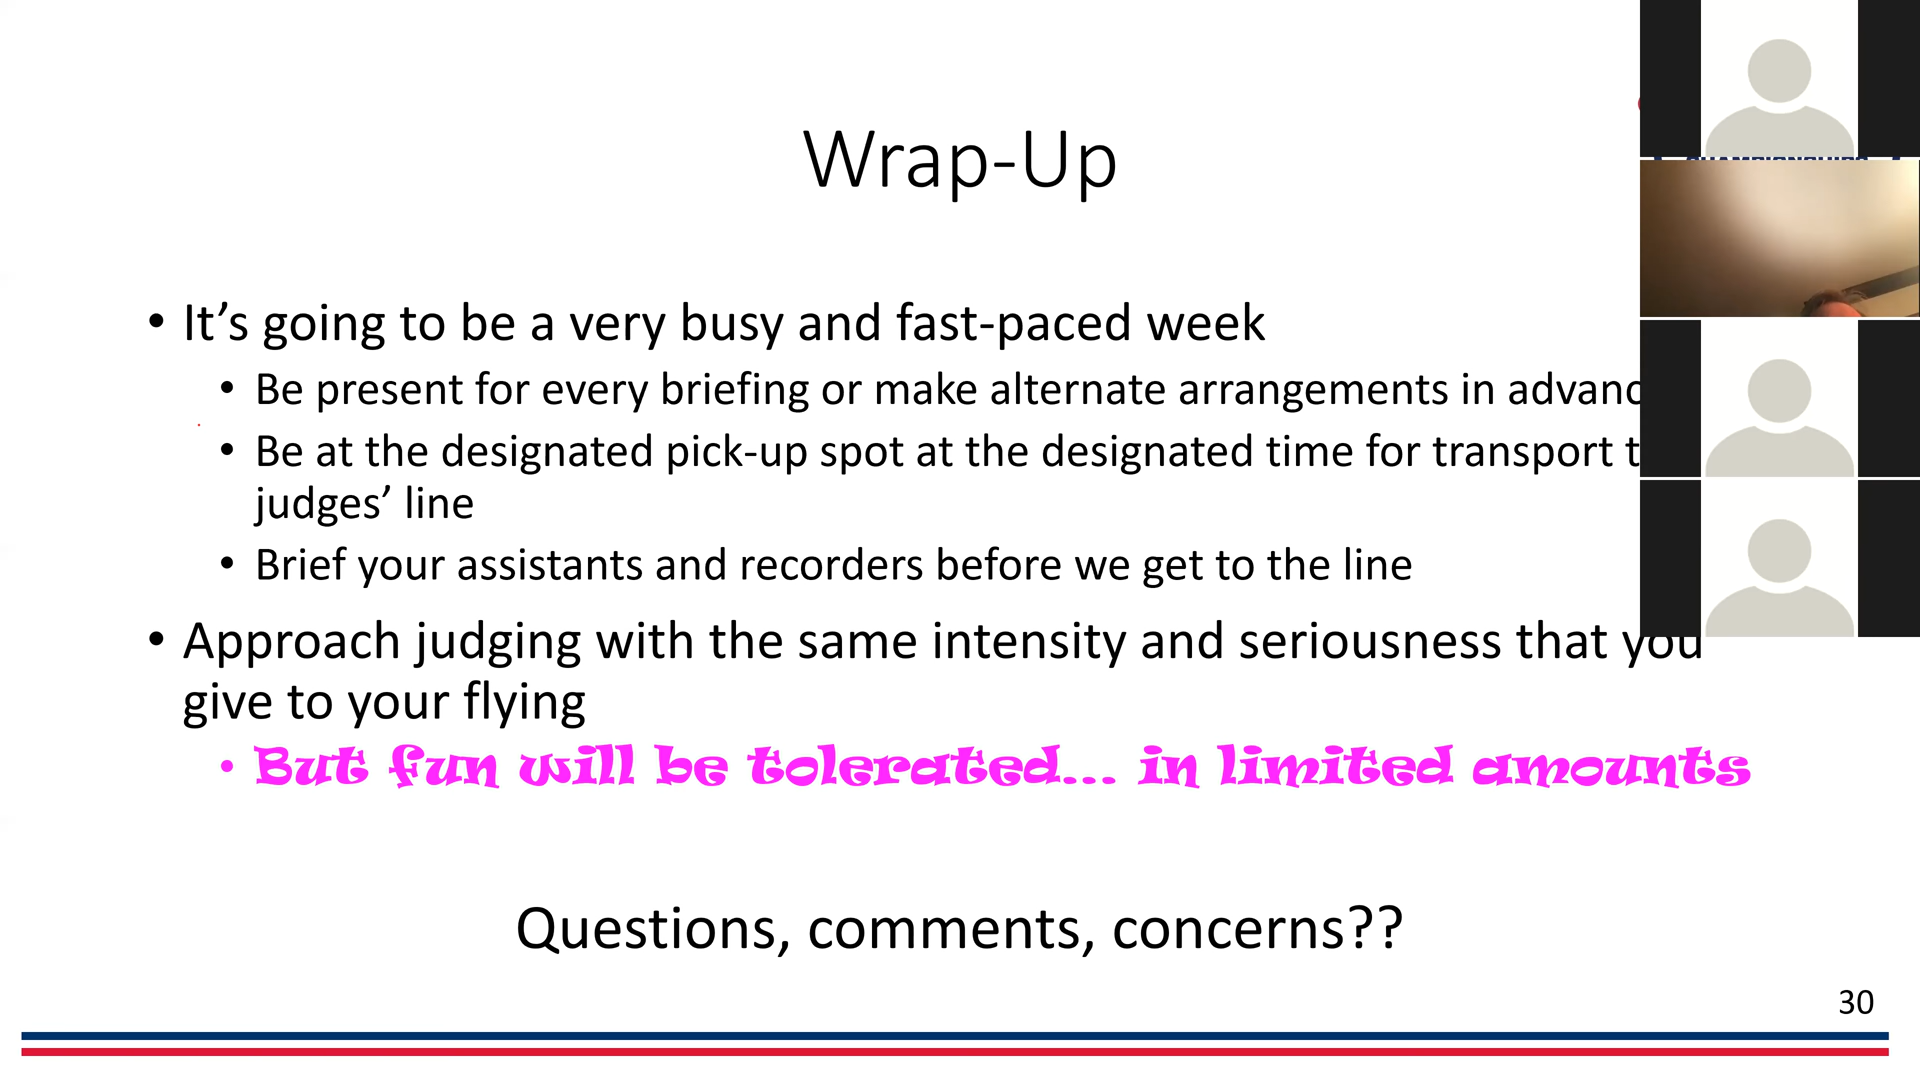 Wrap-Up
• It’s going to be a very busy and fast-paced week
• Be present for every briefing or make alternate arrangements in
• Be at the designated pick-up spot at the designated time for transport
judges’ line
• Brief your assistants and recorders before we get to the line
• Approach judging with the same intensity and seriousness that you
give to your flying
• But fun will be tolerated... in limited amounts
Questions, comments, concerns??
30